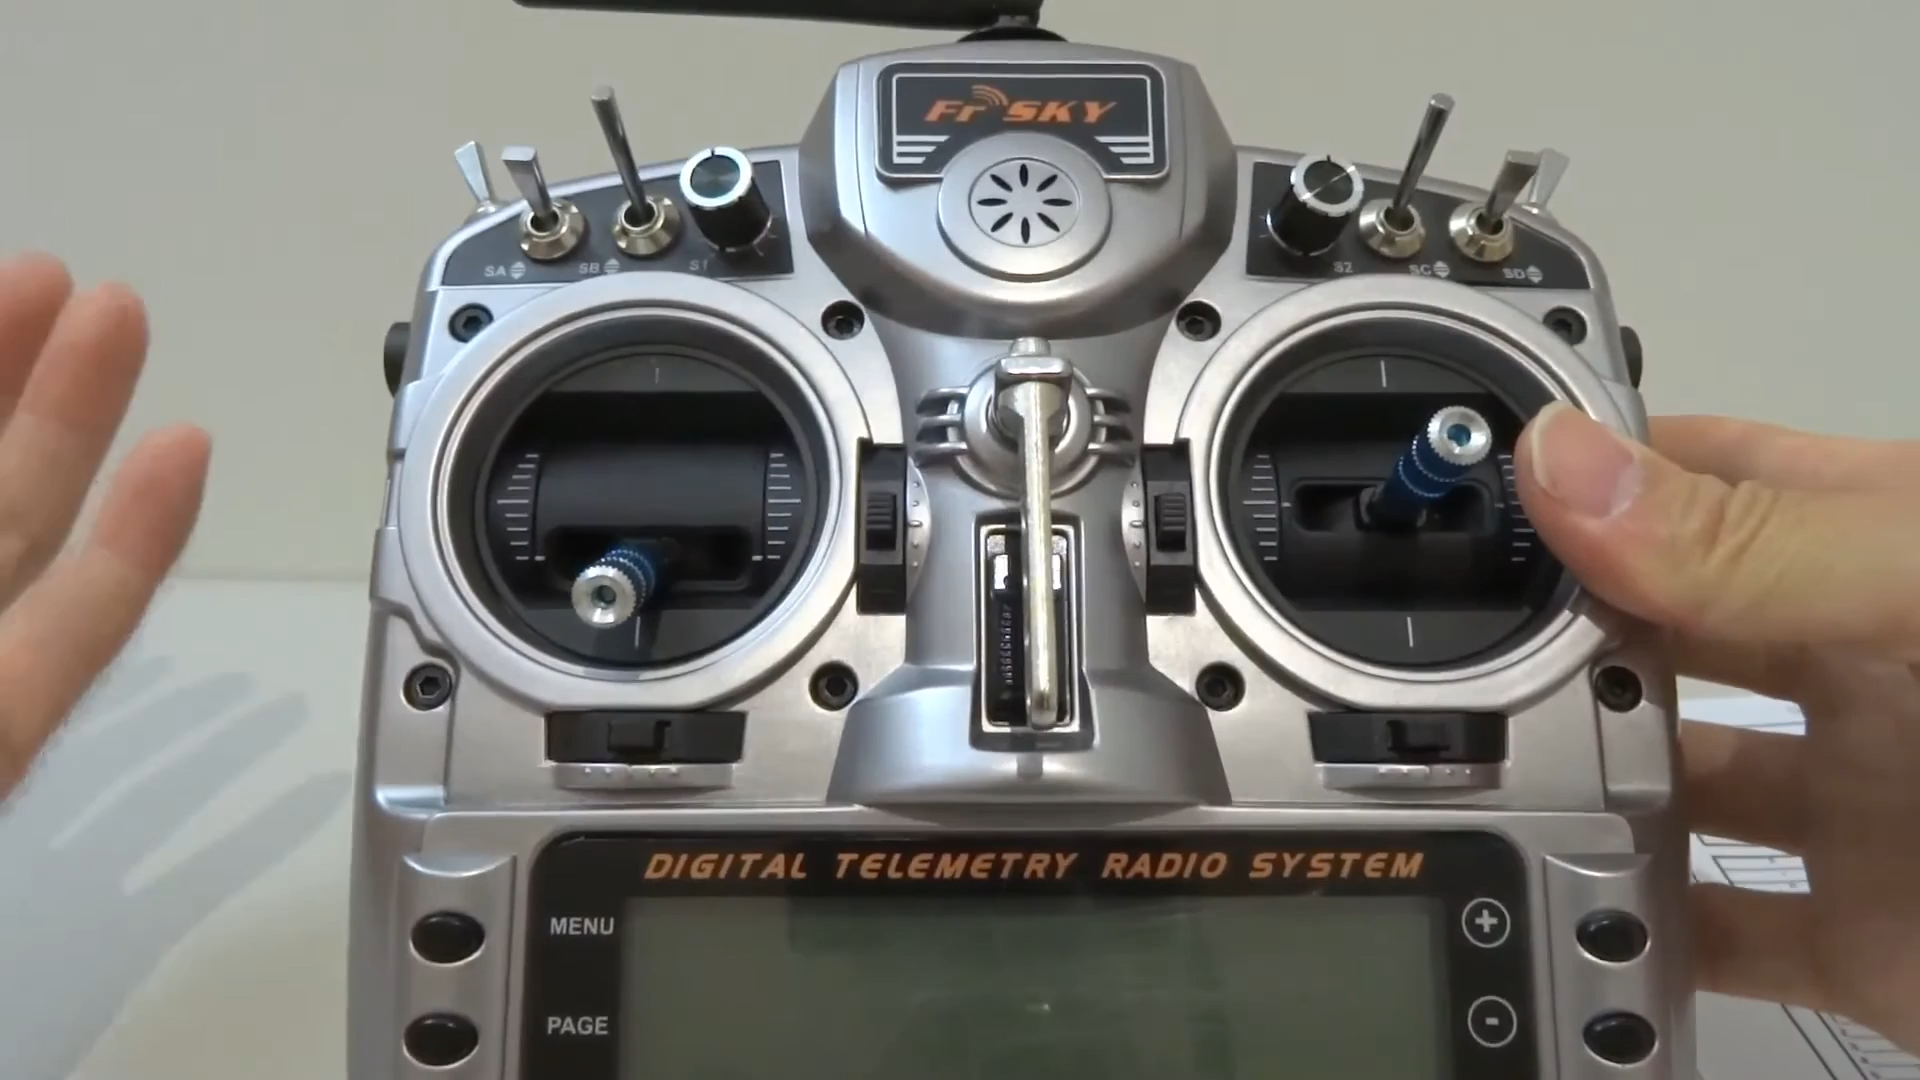 FrSKY
SA
SB
S1
S2
SC
SD
DIGITAL TELEMETRY RADIO SYSTEM
MENU
+
PAGE
-